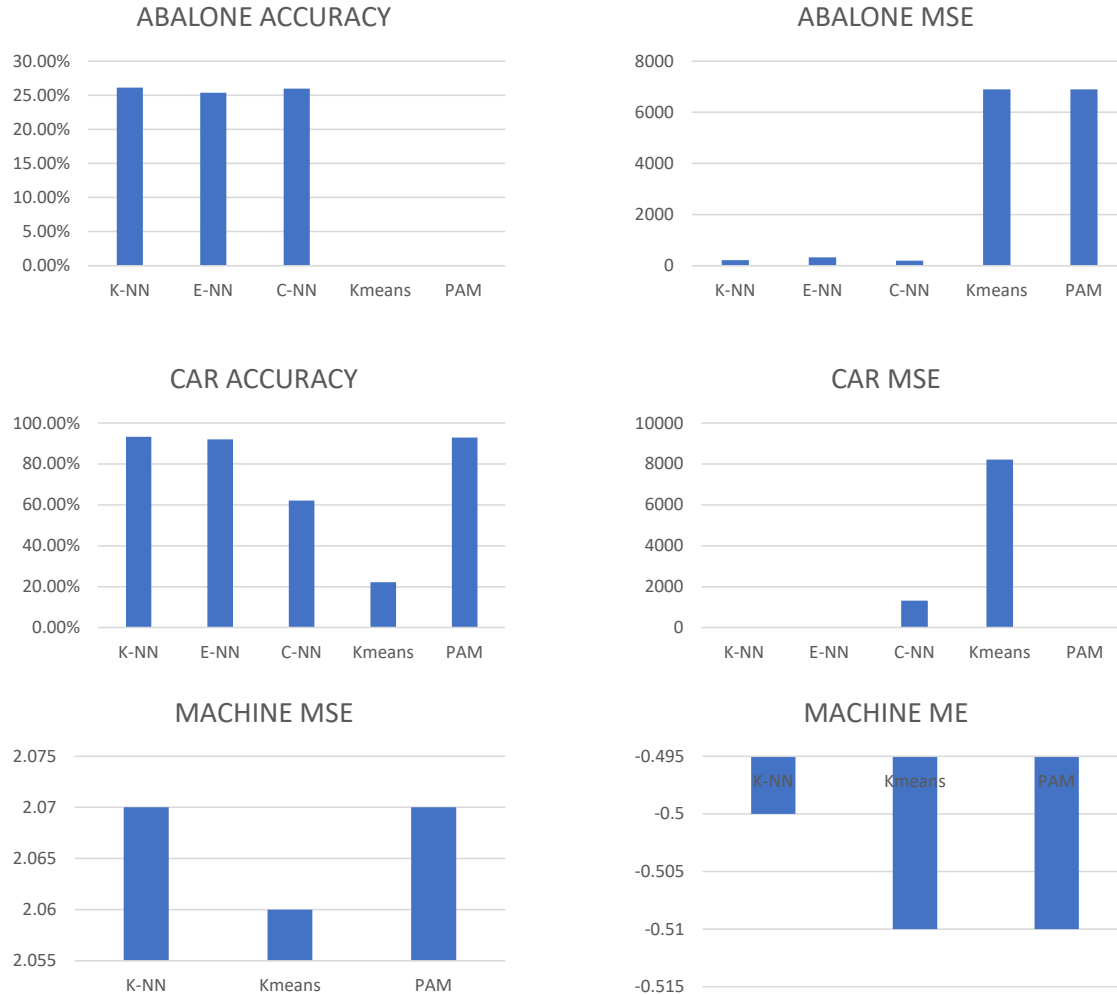 ABALONE ACCURACY
30.00%
25.00%
20.00%
15.00%
10.00%
5.00%
0.00%
K-NN E-NN C-NN Kmeans PAM
ABALONE MSE
8000
6000
4000
2000
0
K-NN E-NN C-NN Kmeans PAM
CAR ACCURACY
100.00%
80.00%
60.00%
40.00%
20.00%
0.00%
K-NN E-NN C-NN Kmeans PAM
CAR MSE
10000
8000
6000
4000
2000
0
K-NN E-NN C-NN Kmeans PAM
MACHINE MSE
2.075
2.07
2.065
2.06
2.055
K-NN Kmeans PAM
MACHINE ME
-0.495
K-NN Kmeans PAM
-0.5
-0.505
-0.51
-0.515